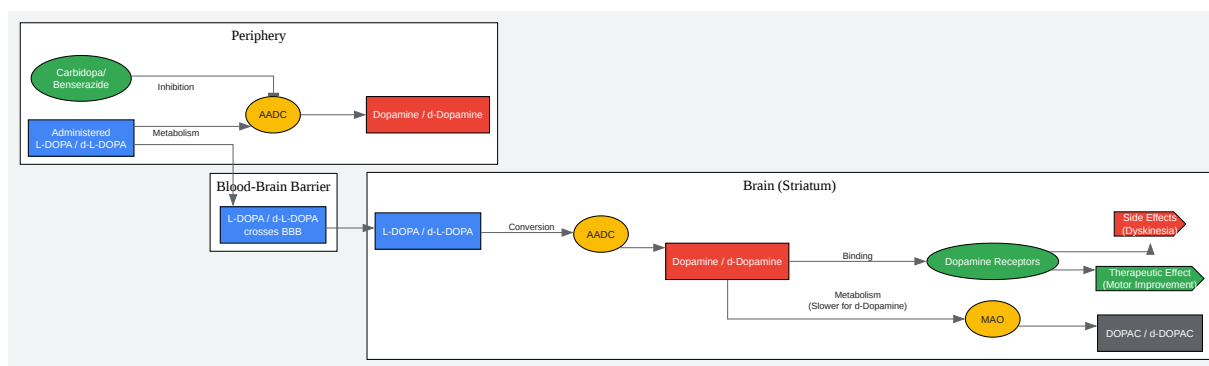 Periphery
Carbidopa/
Benserazide
Inhibition
AADC
Dopamine / d-Dopamine
Administered
L-DOPA / d-L-DOPA
Metabolism
Blood-Brain Barrier
L-DOPA / d-L-DOPA
crosses BBB
Brain (Striatum)
L-DOPA / d-L-DOPA
Conversion
AADC
Dopamine / d-Dopamine
Binding
Dopamine Receptors
Side Effects
(Dyskinesia)
Therapeutic Effect
(Motor Improvement)
Metabolism
(Slower for d-Dopamine)
MAO
DOPAC / d-DOPAC